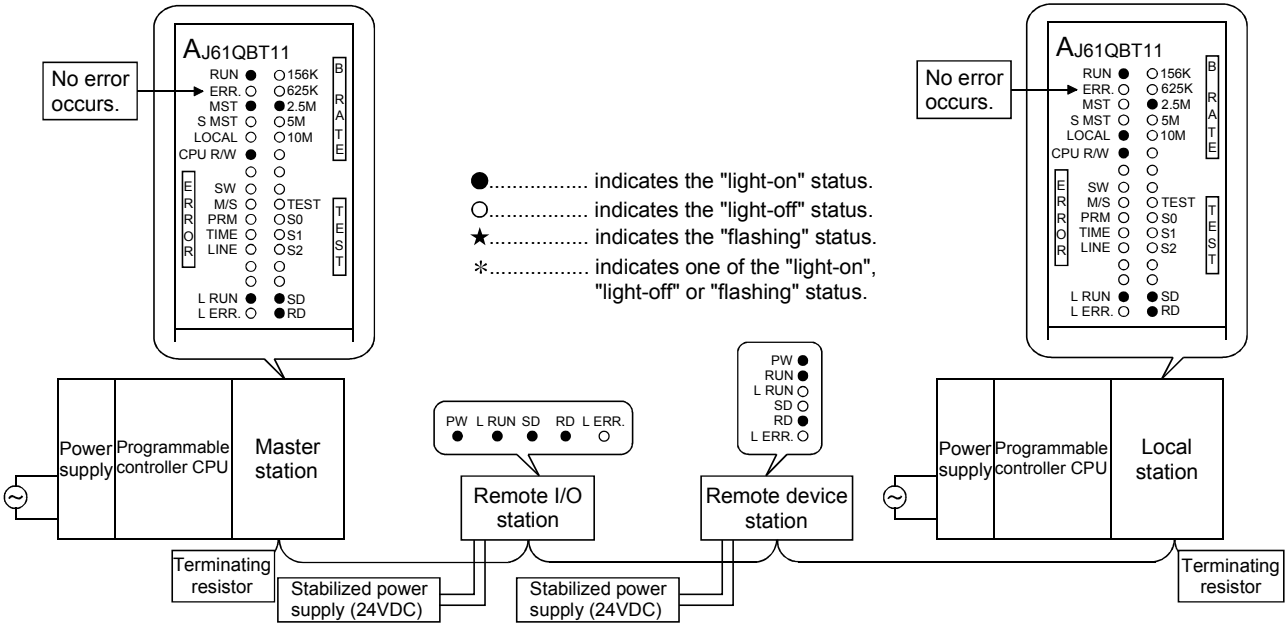 No error
occurs.
AJ61QBT11
RUN ● ○ 156K
ERR. ○ ○ 625K
MST ● ● 2.5M
S MST ○ ○ 5M
LOCAL ○ ○ 10M
CPU R/W ● ○
○ ○
SW ○ ○
M/S ○ ○ TEST
PRM ○ ○ S0
TIME ○ ○ S1
LINE ○ ○ S2
○ ○
○ ○
L RUN ● ● SD
L ERR. ○ ● RD
B RATE
ERROR
TEST
●................. indicates the "light-on" status.
○................. indicates the "light-off" status.
★................. indicates the "flashing" status.
*.................. indicates one of the "light-on",
"light-off" or "flashing" status.
No error
occurs.
AJ61QBT11
RUN ● ○ 156K
ERR. ○ ○ 625K
MST ○ ● 2.5M
S MST ○ ○ 5M
LOCAL ● ○ 10M
CPU R/W ● ○
○ ○
SW ○ ○
M/S ○ ○ TEST
PRM ○ ○ S0
TIME ○ ○ S1
LINE ○ ○ S2
○ ○
○ ○
L RUN ● ● SD
L ERR. ○ ● RD
B RATE
ERROR
TEST
PW L RUN SD RD L ERR.
● ● ● ● ○
PW ●
RUN ●
L RUN ○
SD ○
RD ●
L ERR. ○
Power
supply
Programmable
controller CPU
Master
station
Remote I/O
station
Remote device
station
Power
supply
Programmable
controller CPU
Local
station
Terminating
resistor
Stabilized power
supply (24VDC)
Stabilized power
supply (24VDC)
Terminating
resistor